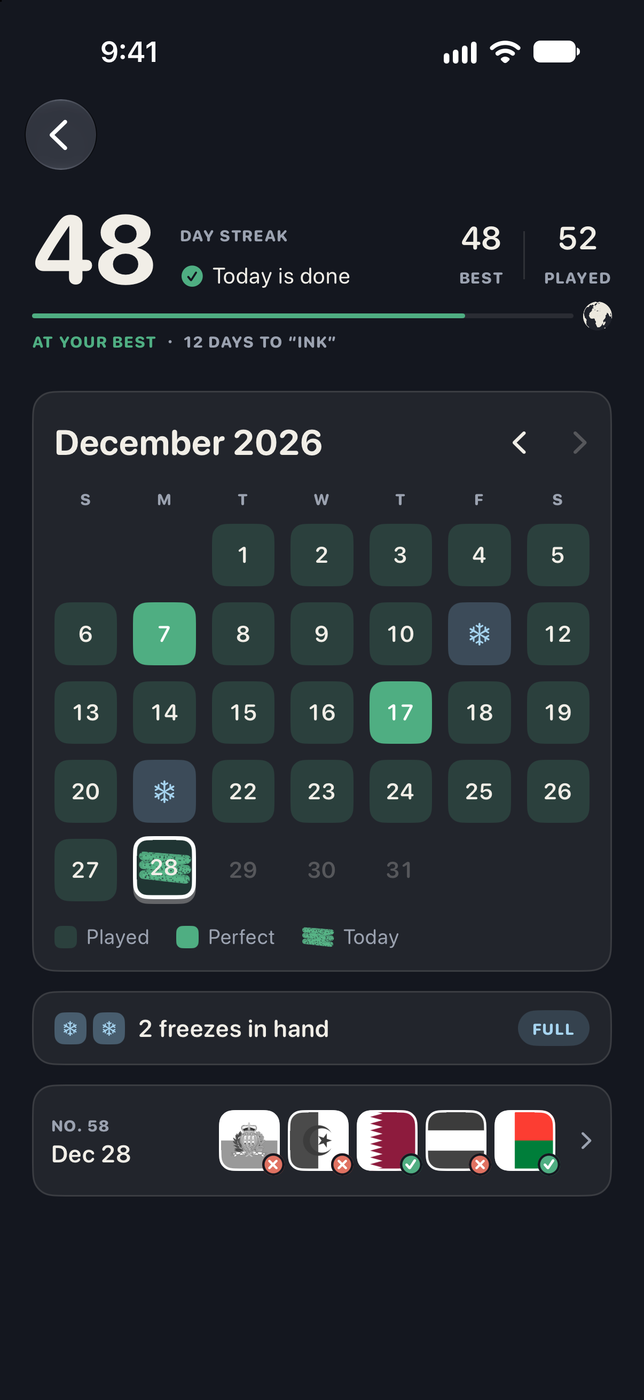 9:41
48
DAY STREAK
Today is done
48
BEST
52
PLAYED
AT YOUR BEST · 12 DAYS TO "INK"
December 2026
S M T W T F S
1 2 3 4 5
6 7 8 9 10 12
13 14 15 16 17 18 19
20 22 23 24 25 26
27 28 29 30 31
Played Perfect Today
2 freezes in hand FULL
NO. 58
Dec 28